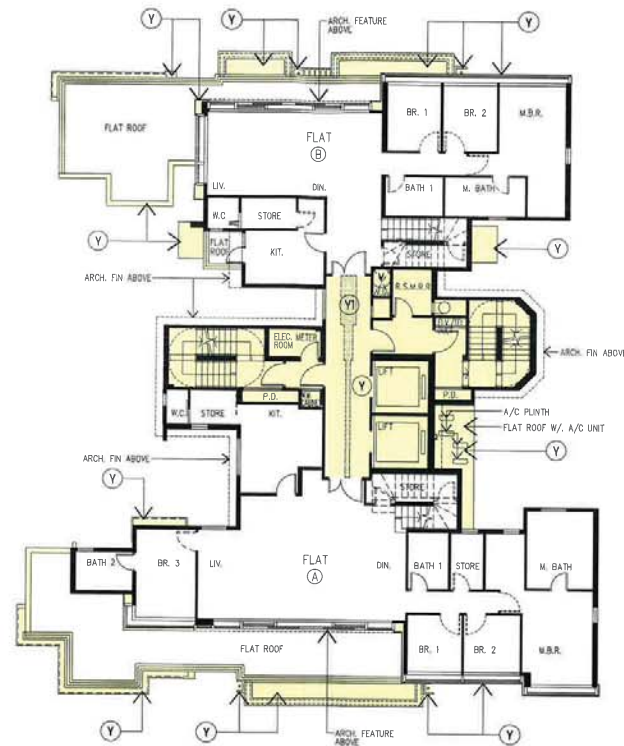 Y
Y
Y
Y
ARCH. FEATURE
ABOVE
FLAT ROOF
BR. 1
BR. 2
M.B.R.
FLAT
B
LIV.
DIN.
BATH 1
M. BATH
W.C
STORE
FLAT
ROOF
KIT.
STORE
Y
Y
ARCH. FIN ABOVE
Y1
R.S.M.R.R.
ELEC. METER
ROOM
ARCH. FIN ABOVE
Y
LIFT
P.D.
P.D.
W.C.
STORE
KIT.
A/C PLINTH
FLAT ROOF W/. A/C UNIT
LIFT
Y
ARCH. FIN ABOVE
STORE
Y
BATH 2
BR. 3
LIV.
FLAT
A
DIN.
BATH 1
STORE
M. BATH
FLAT ROOF
BR. 1
BR. 2
M.B.R.
Y
Y
ARCH. FEATURE
ABOVE
Y
Y